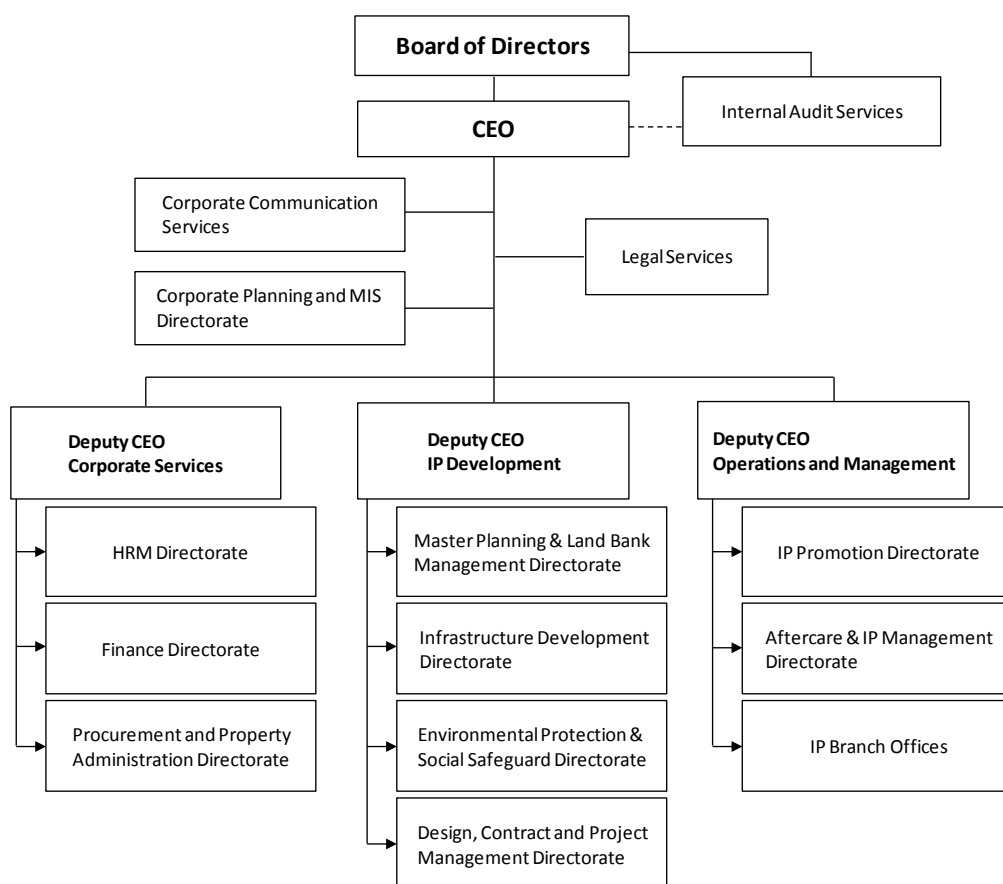 Board of Directors
Internal Audit Services
CEO
Corporate Communication
Services
Legal Services
Corporate Planning and MIS
Directorate
Deputy CEO
Corporate Services
Deputy CEO
IP Development
Deputy CEO
Operations and Management
HRM Directorate
Finance Directorate
Procurement and Property
Administration Directorate
Master Planning & Land Bank
Management Directorate
Infrastructure Development
Directorate
Environmental Protection &
Social Safeguard Directorate
Design, Contract and Project
Management Directorate
IP Promotion Directorate
Aftercare & IP Management
Directorate
IP Branch Offices